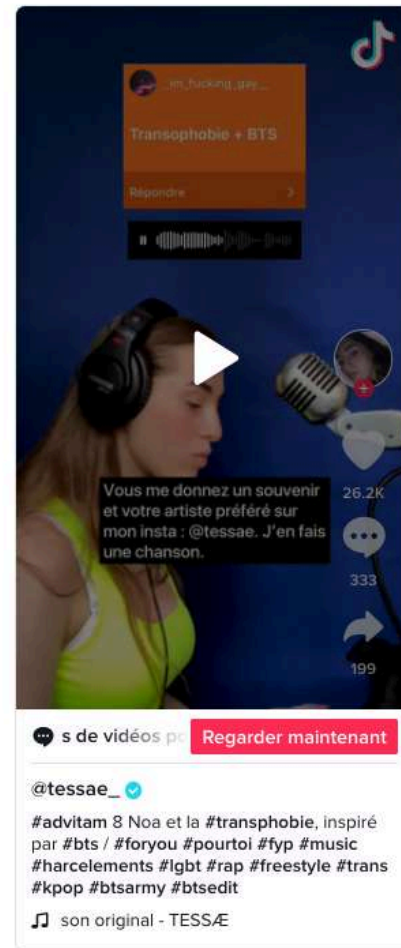 _im_fucking_gay_
Transophobie + BTS
Répondre
Vous me donnez un souvenir
et votre artiste préféré sur
mon insta : @tessae. J'en fais
une chanson.
26.2K
333
199
s de vidéos po
Regarder maintenant
@tessae_
#advitam 8 Noa et la #transphobie, inspiré
par #bts / #foryou #pourtoi #fyp #music
#harcelements #lgbt #rap #freestyle #trans
#kpop #btsarmy #btsedit
son original - TESSÆ